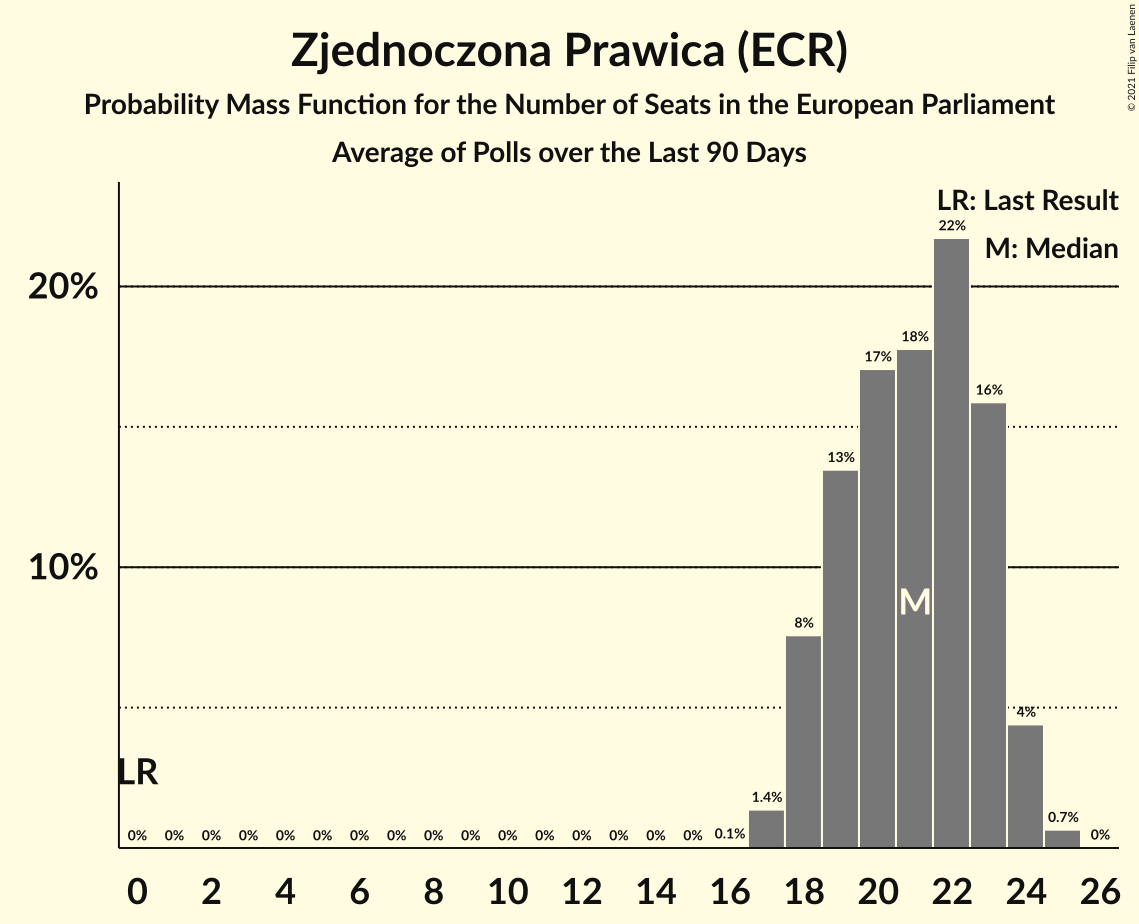 Zjednoczona Prawica (ECR)
Probability Mass Function for the Number of Seats in the European Parliament
Average of Polls over the Last 90 Days
© 2021 Filip van Laenen
LR: Last Result
M: Median
20%
10%
22%
18%
17%
16%
13%
8%
4%
1.4%
0.7%
0.1%
M
LR
0% 0% 0% 0% 0% 0% 0% 0% 0% 0% 0% 0% 0% 0% 0% 0% 0%
0 2 4 6 8 10 12 14 16 18 20 22 24 26